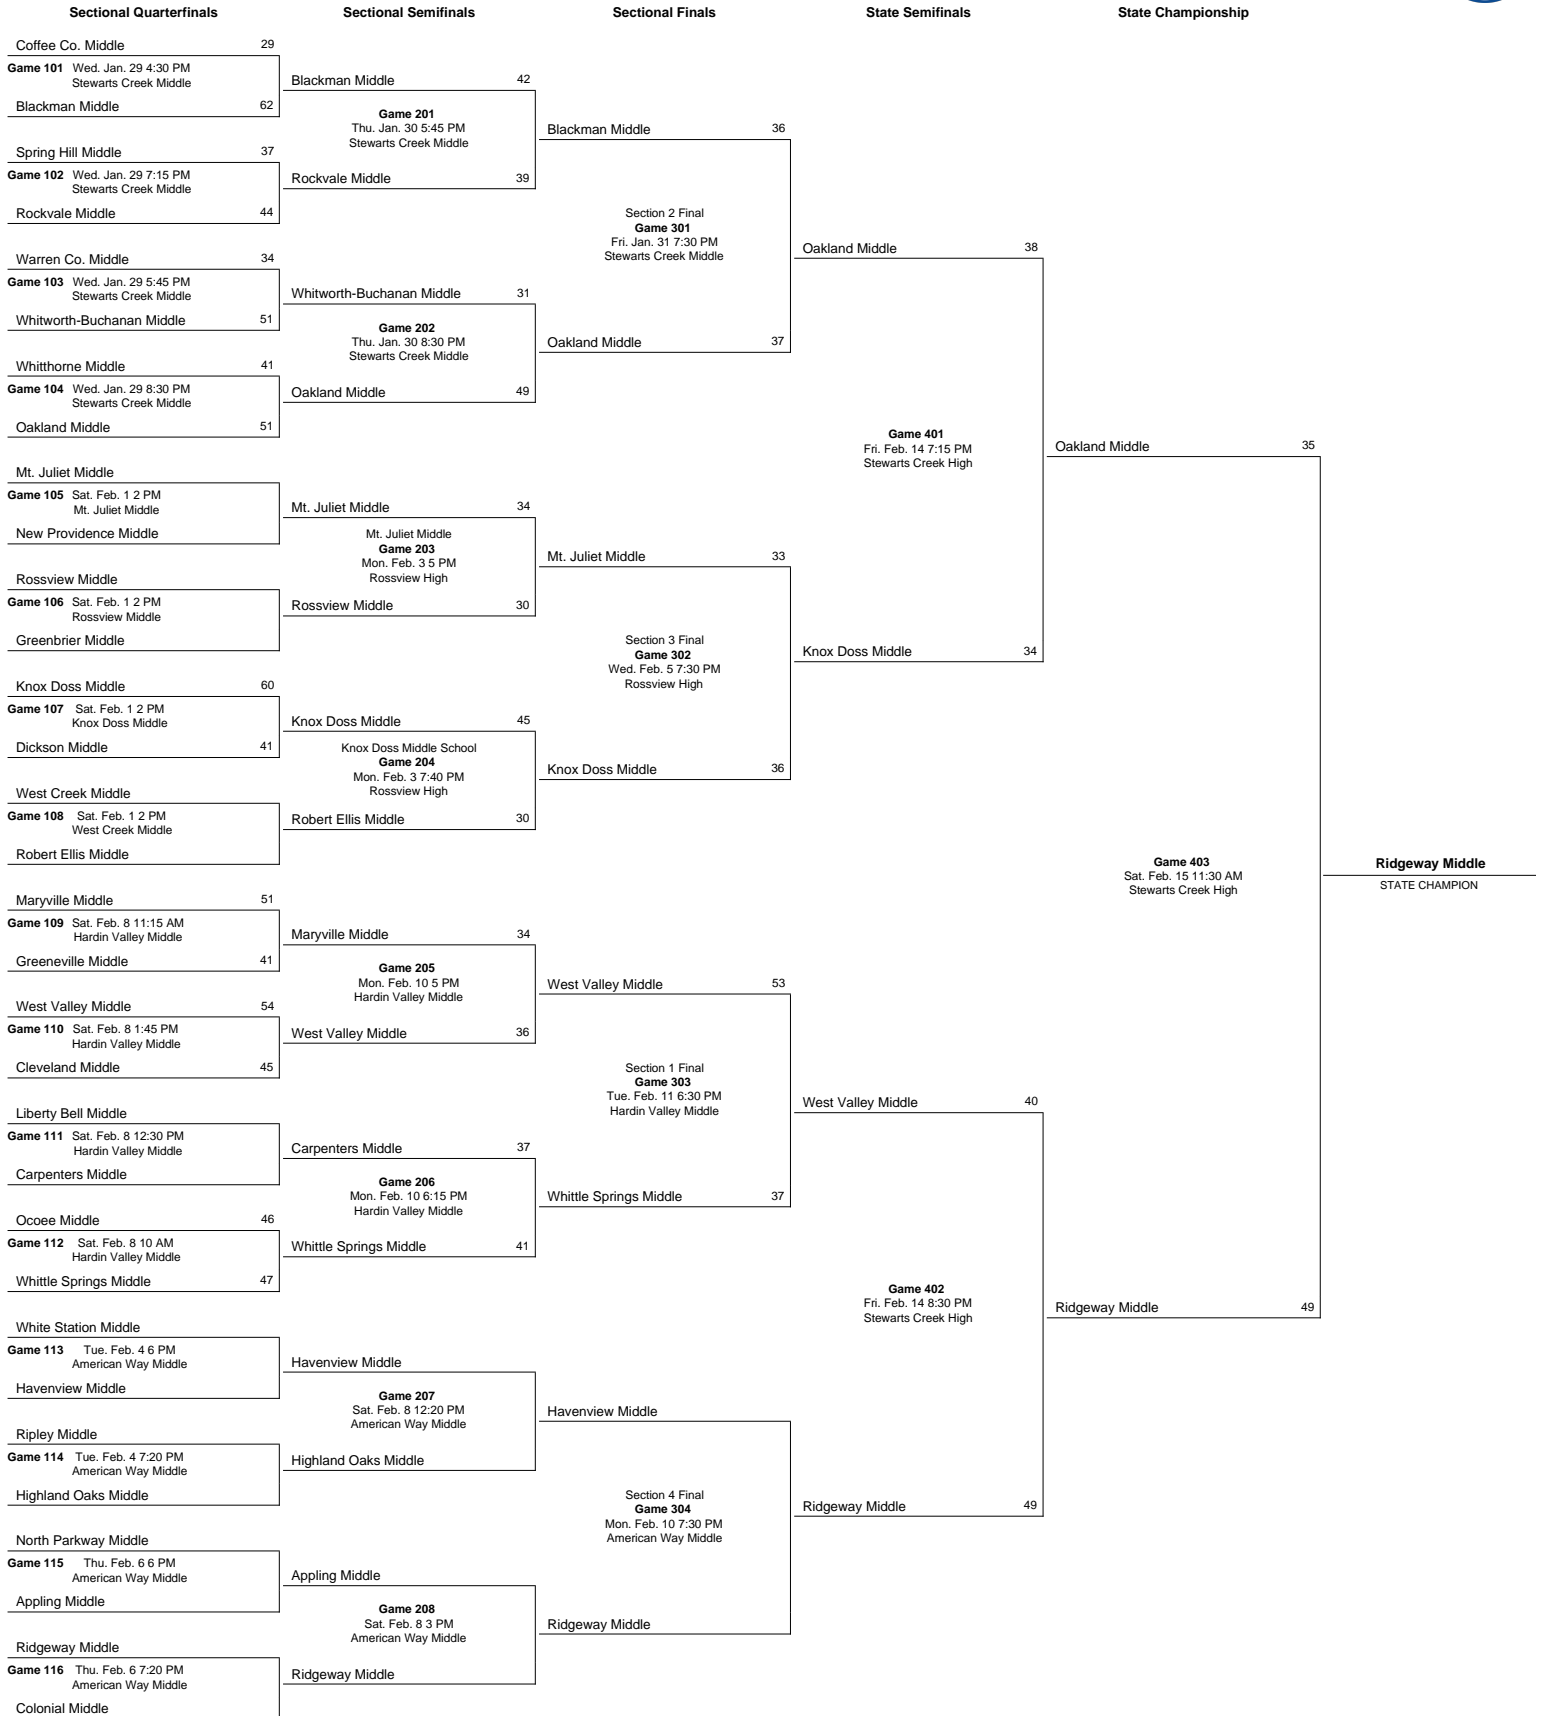 Sectional Quarterfinals
Sectional Semifinals
Sectional Finals
State Semifinals
State Championship
Coffee Co. Middle 29
Game 101 Wed. Jan. 29 4:30 PM
Stewarts Creek Middle
Blackman Middle 62
Spring Hill Middle 37
Game 102 Wed. Jan. 29 7:15 PM
Stewarts Creek Middle
Rockvale Middle 44
Warren Co. Middle 34
Game 103 Wed. Jan. 29 5:45 PM
Stewarts Creek Middle
Whitworth-Buchanan Middle 51
Whitthorne Middle 41
Game 104 Wed. Jan. 29 8:30 PM
Stewarts Creek Middle
Oakland Middle 51
Mt. Juliet Middle
Game 105 Sat. Feb. 1 2 PM
Mt. Juliet Middle
New Providence Middle
Rossview Middle
Game 106 Sat. Feb. 1 2 PM
Rossview Middle
Greenbrier Middle
Knox Doss Middle 60
Game 107 Sat. Feb. 1 2 PM
Knox Doss Middle
Dickson Middle 41
West Creek Middle
Game 108 Sat. Feb. 1 2 PM
West Creek Middle
Robert Ellis Middle
Maryville Middle 51
Game 109 Sat. Feb. 8 11:15 AM
Hardin Valley Middle
Greeneville Middle 41
West Valley Middle 54
Game 110 Sat. Feb. 8 1:45 PM
Hardin Valley Middle
Cleveland Middle 45
Liberty Bell Middle
Game 111 Sat. Feb. 8 12:30 PM
Hardin Valley Middle
Carpenters Middle
Ocoee Middle 46
Game 112 Sat. Feb. 8 10 AM
Hardin Valley Middle
Whittle Springs Middle 47
White Station Middle
Game 113 Tue. Feb. 4 6 PM
American Way Middle
Havenview Middle
Ripley Middle
Game 114 Tue. Feb. 4 7:20 PM
American Way Middle
Highland Oaks Middle
North Parkway Middle
Game 115 Thu. Feb. 6 6 PM
American Way Middle
Appling Middle
Ridgeway Middle
Game 116 Thu. Feb. 6 7:20 PM
American Way Middle
Colonial Middle
Blackman Middle 42
Game 201
Thu. Jan. 30 5:45 PM
Stewarts Creek Middle
Rockvale Middle 39
Whitworth-Buchanan Middle 31
Game 202
Thu. Jan. 30 8:30 PM
Stewarts Creek Middle
Oakland Middle 49
Mt. Juliet Middle 34
Mt. Juliet Middle
Game 203
Mon. Feb. 3 5 PM
Rossview High
Rossview Middle 30
Knox Doss Middle 45
Knox Doss Middle School
Game 204
Mon. Feb. 3 7:40 PM
Rossview High
Robert Ellis Middle 30
Maryville Middle 34
Game 205
Mon. Feb. 10 5 PM
Hardin Valley Middle
West Valley Middle 36
Carpenters Middle 37
Game 206
Mon. Feb. 10 6:15 PM
Hardin Valley Middle
Whittle Springs Middle 41
Havenview Middle
Game 207
Sat. Feb. 8 12:20 PM
American Way Middle
Highland Oaks Middle
Appling Middle
Game 208
Sat. Feb. 8 3 PM
American Way Middle
Ridgeway Middle
Blackman Middle 36
Section 2 Final
Game 301
Fri. Jan. 31 7:30 PM
Stewarts Creek Middle
Oakland Middle 37
Mt. Juliet Middle 33
Section 3 Final
Game 302
Wed. Feb. 5 7:30 PM
Rossview High
Knox Doss Middle 36
West Valley Middle 53
Section 1 Final
Game 303
Tue. Feb. 11 6:30 PM
Hardin Valley Middle
Whittle Springs Middle 37
Havenview Middle
Section 4 Final
Game 304
Mon. Feb. 10 7:30 PM
American Way Middle
Ridgeway Middle
Oakland Middle 38
Game 401
Fri. Feb. 14 7:15 PM
Stewarts Creek High
Knox Doss Middle 34
West Valley Middle 40
Game 402
Fri. Feb. 14 8:30 PM
Stewarts Creek High
Ridgeway Middle 49
Oakland Middle 35
Game 403
Sat. Feb. 15 11:30 AM
Stewarts Creek High
Ridgeway Middle 49
Ridgeway Middle
STATE CHAMPION